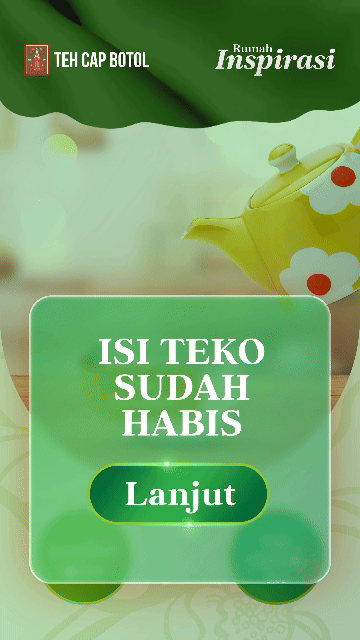 TEH CAP BOTOL
Rumah
Inspirasi
ISI TEKO
SUDAH
HABIS
Lanjut